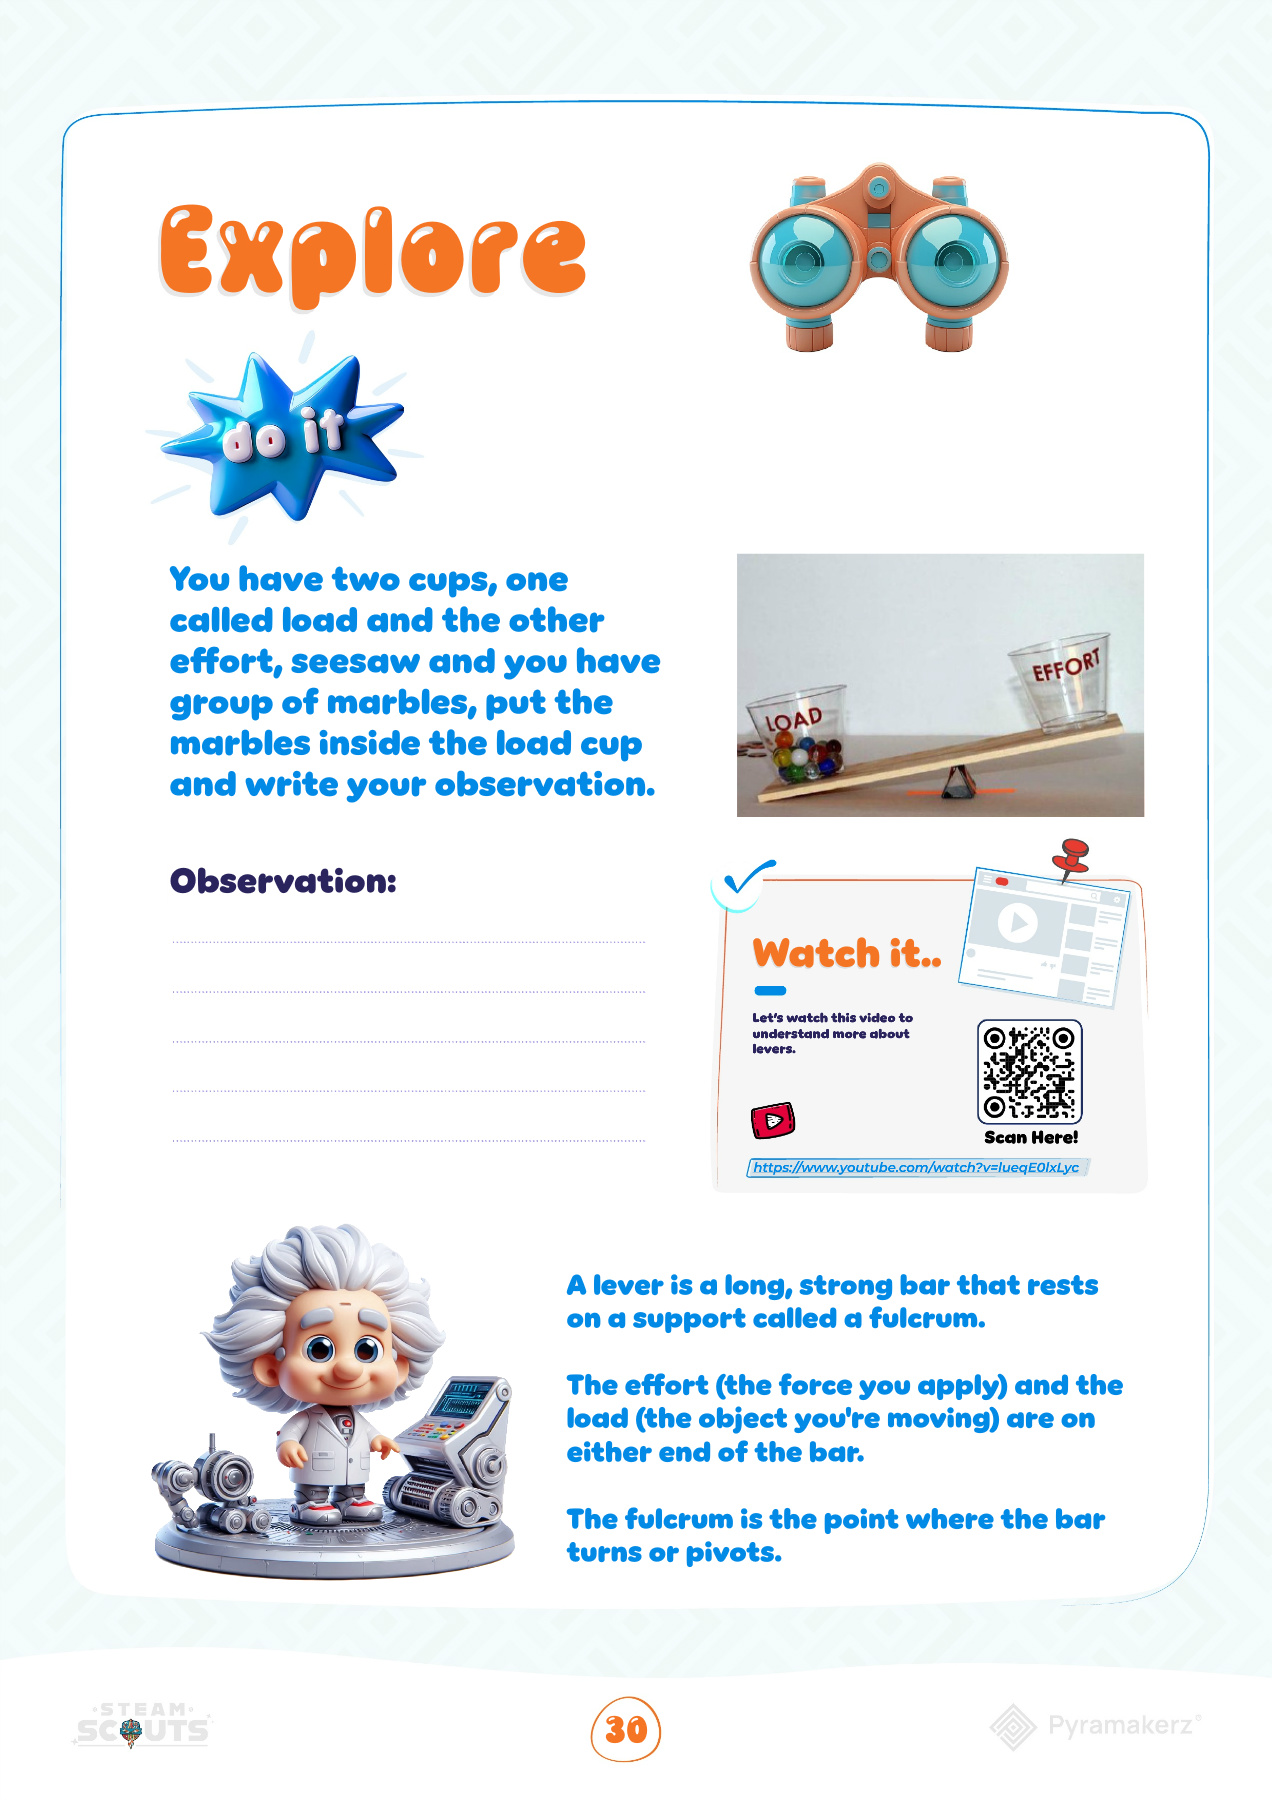 Explore
do it
You have two cups, one
called load and the other
effort, seesaw and you have
group of marbles, put the
marbles inside the load cup
and write your observation.
LOAD
EFFORT
Observation:
Watch it..
Let's watch this video to
understand more about
levers.
Scan Here!
https://www.youtube.com/watch?v=lueqE0lxLyc
A lever is a long, strong bar that rests
on a support called a fulcrum.
The effort (the force you apply) and the
load (the object you're moving) are on
either end of the bar.
The fulcrum is the point where the bar
turns or pivots.
STEAM
SCOUTS
30
Pyramakerz